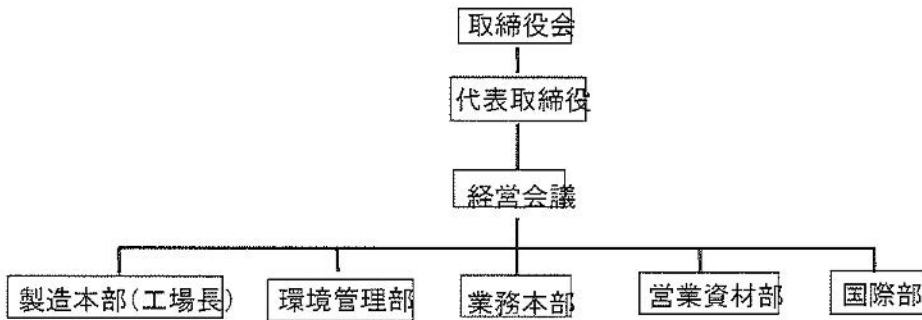 取締役会
代表取締役
経営会議
製造本部(工場長)
環境管理部
業務本部
営業資材部
国際部